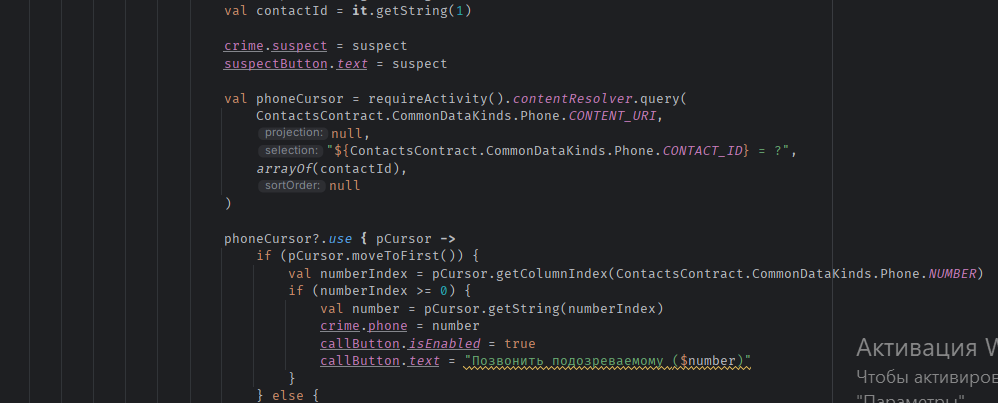 val contactId = it.getString(1)
crime.suspect = suspect
suspectButton.text = suspect
val phoneCursor = requireActivity().contentResolver.query(
ContactsContract.CommonDataKinds.Phone.CONTENT_URI,
projection: null,
selection: "${ContactsContract.CommonDataKinds.Phone.CONTACT_ID} = ?",
arrayOf(contactId),
sortOrder: null
)
phoneCursor?.use { pCursor ->
if (pCursor.moveToFirst()) {
val numberIndex = pCursor.getColumnIndex(ContactsContract.CommonDataKinds.Phone.NUMBER)
if (numberIndex >= 0) {
val number = pCursor.getString(numberIndex)
crime.phone = number
callButton.isEnabled = true
callButton.text = "Позвонить подозреваемому ($number)"
}
} else {
Активация W
Чтобы активиров
"Параметры"